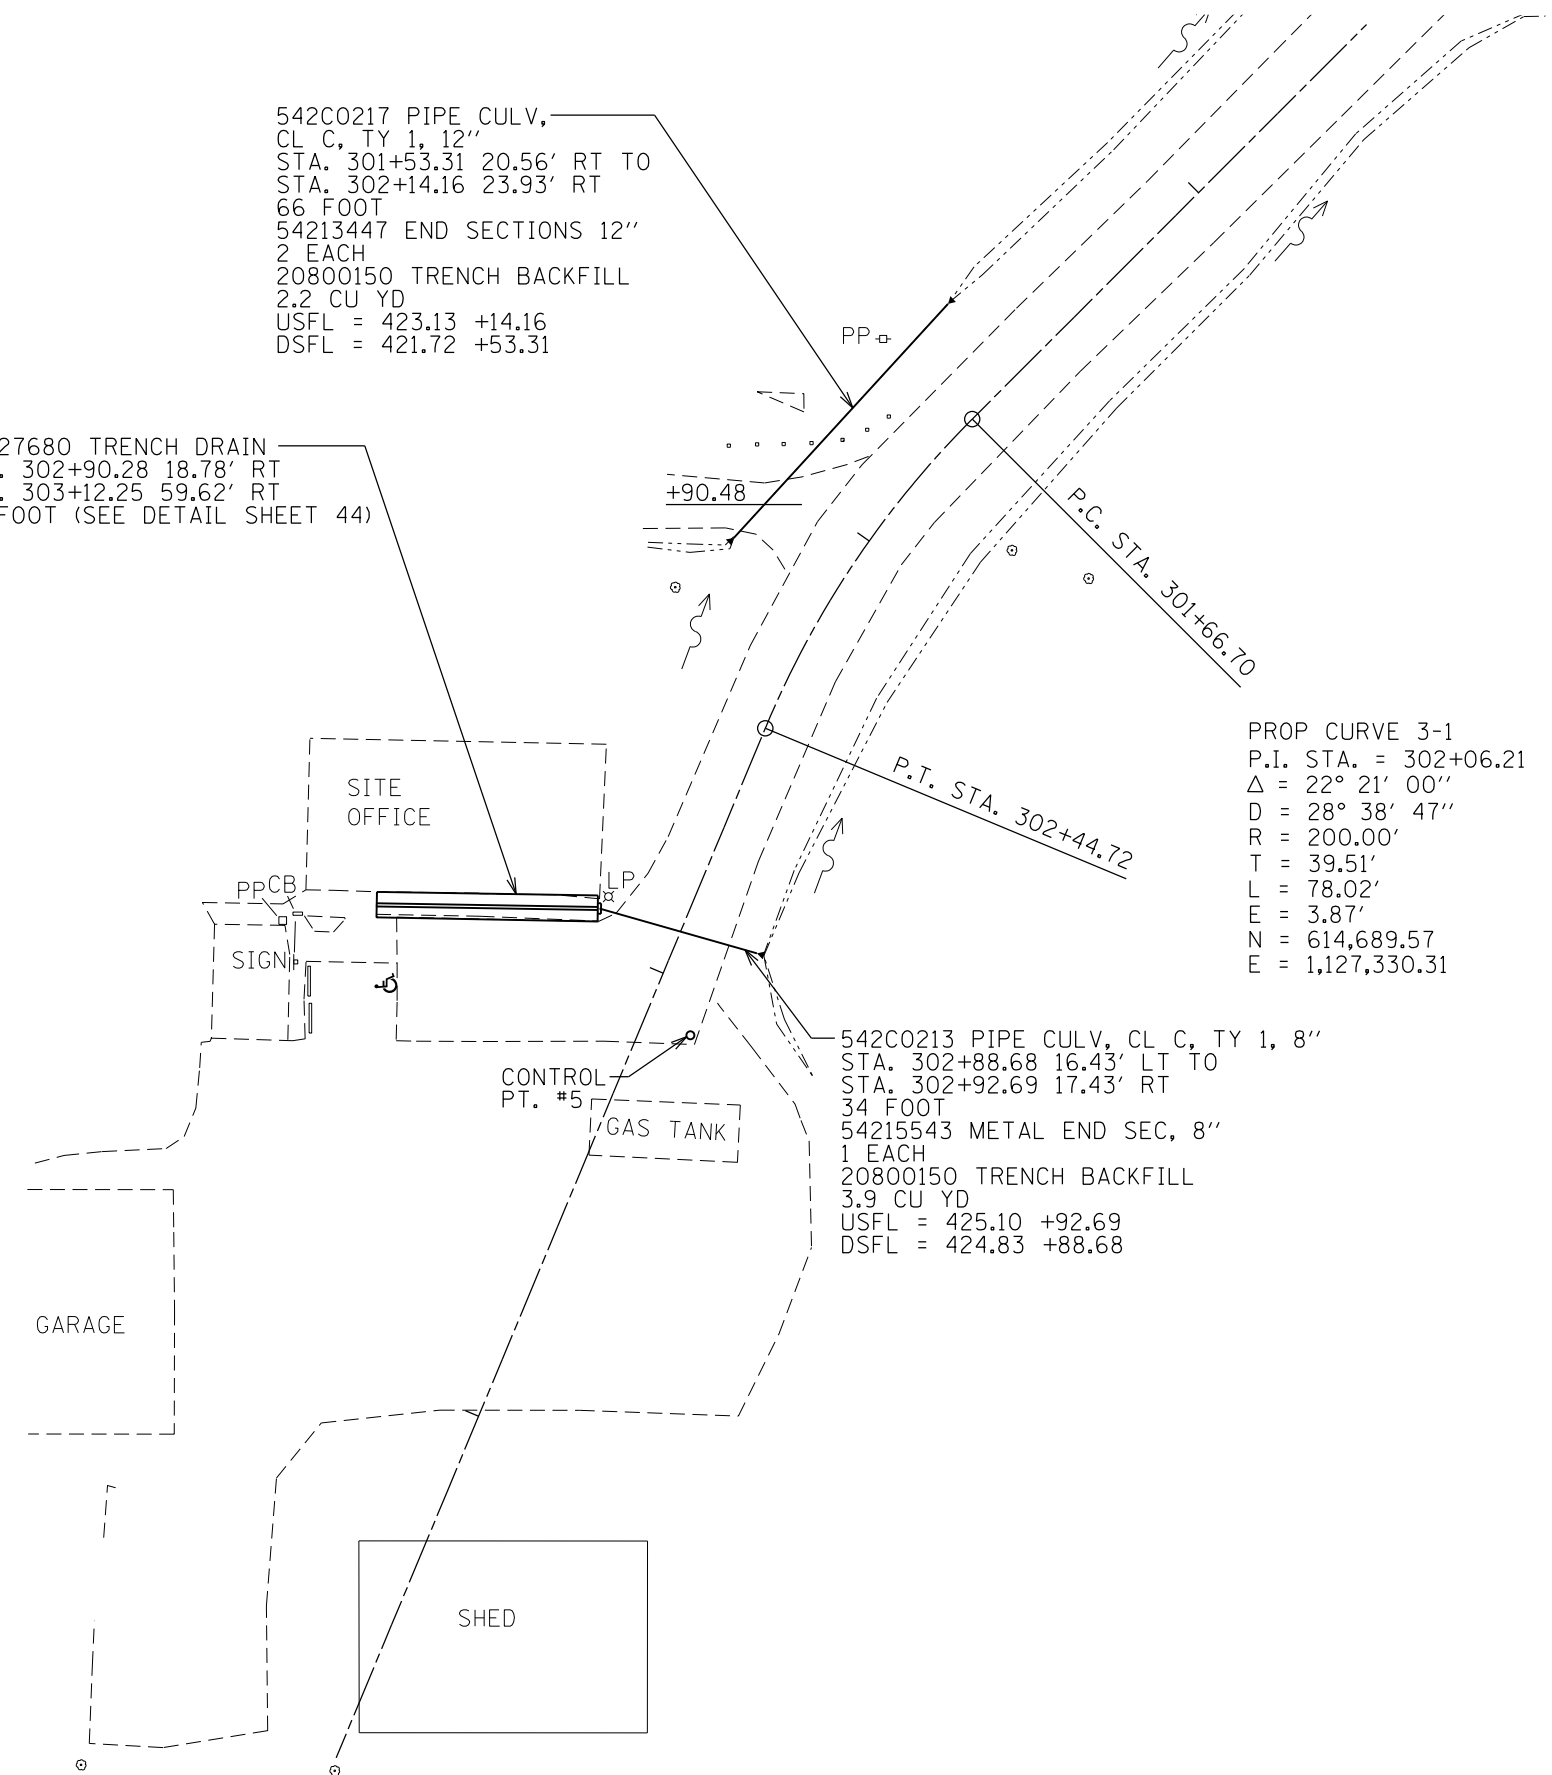 542C0217 PIPE CULV,
CL C, TY 1, 12''
STA. 301+53.31 20.56' RT TO
STA. 302+14.16 23.93' RT
66 FOOT
54213447 END SECTIONS 12''
2 EACH
20800150 TRENCH BACKFILL
2.2 CU YD
USFL = 423.13 +14.16
DSFL = 421.72 +53.31
PP
27680 TRENCH DRAIN
. 302+90.28 18.78' RT
. 303+12.25 59.62' RT
FOOT (SEE DETAIL SHEET 44)
+90.48
P.C. STA. 301+66.70
P.T. STA. 302+44.72
PROP CURVE 3-1
P.I. STA. = 302+06.21
Δ = 22° 21' 00''
D = 28° 38' 47''
R = 200.00'
T = 39.51'
L = 78.02'
E = 3.87'
N = 614,689.57
E = 1,127,330.31
SITE
OFFICE
PP
CB
LP
SIGN
CONTROL
PT. #5
GAS TANK
542C0213 PIPE CULV, CL C, TY 1, 8''
STA. 302+88.68 16.43' LT TO
STA. 302+92.69 17.43' RT
34 FOOT
54215543 METAL END SEC, 8''
1 EACH
20800150 TRENCH BACKFILL
3.9 CU YD
USFL = 425.10 +92.69
DSFL = 424.83 +88.68
GARAGE
SHED